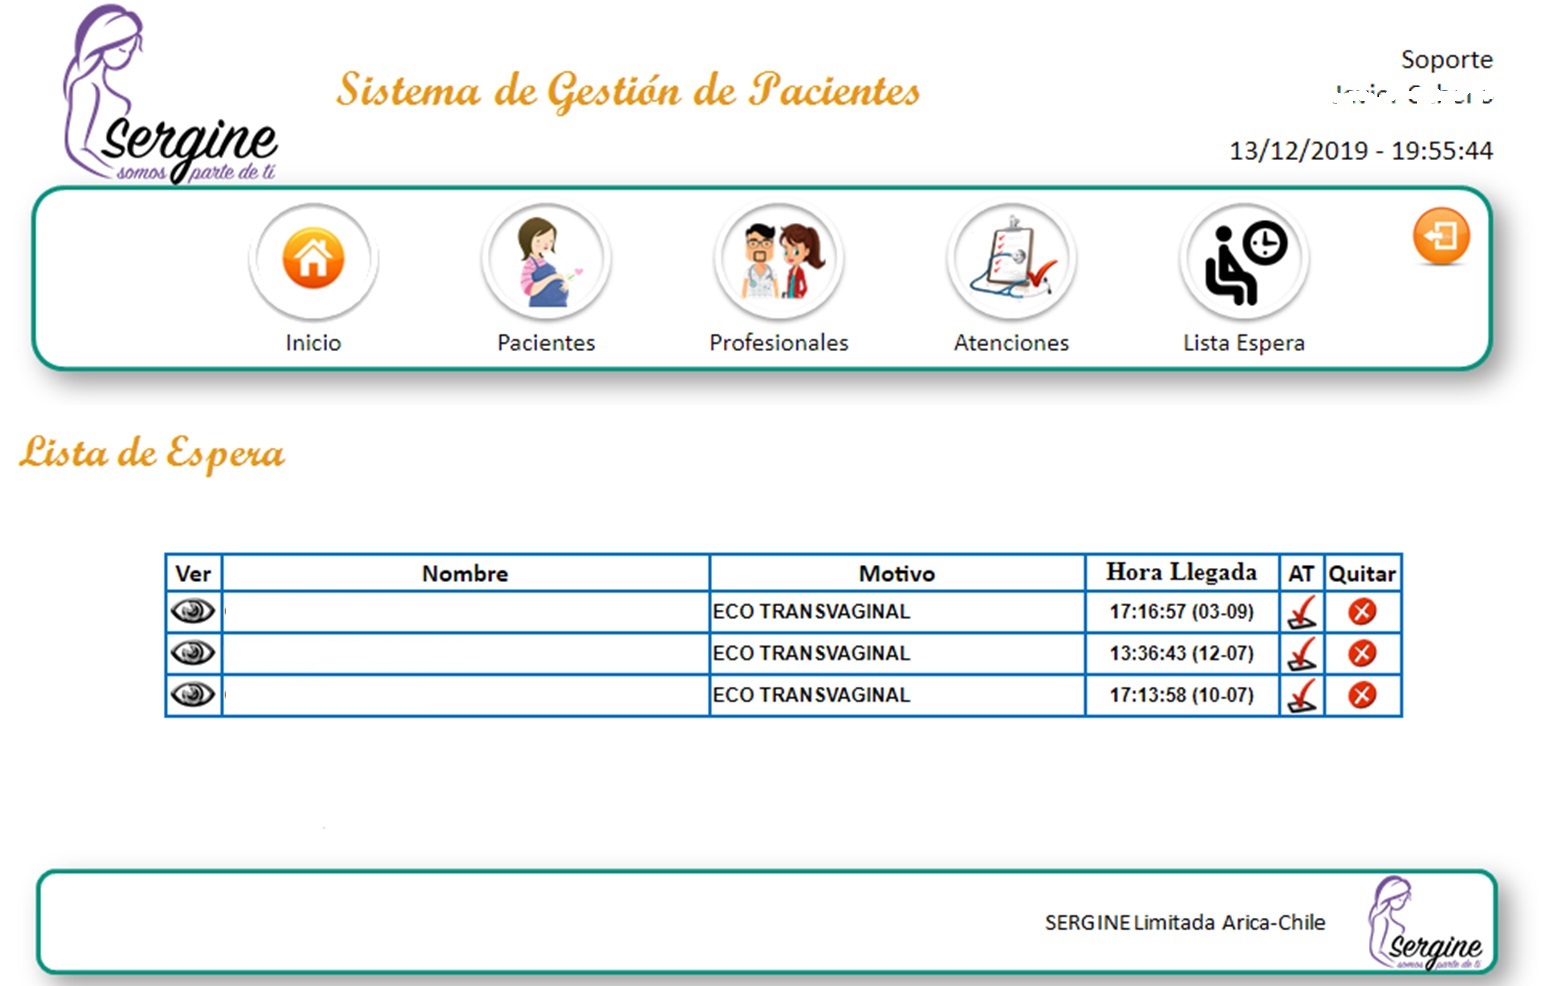 Sergine
somos parte de tí
Sistema de Gestión de Pacientes
Soporte
13/12/2019 - 19:55:44
Inicio
Pacientes
Profesionales
Atenciones
Lista Espera
Lista de Espera
Ver Nombre Motivo Hora Llegada AT Quitar
ECO TRANSVAGINAL 17:16:57 (03-09)
ECO TRANSVAGINAL 13:36:43 (12-07)
ECO TRANSVAGINAL 17:13:58 (10-07)
SERGINE Limitada Arica-Chile
Sergine
somos parte de tí